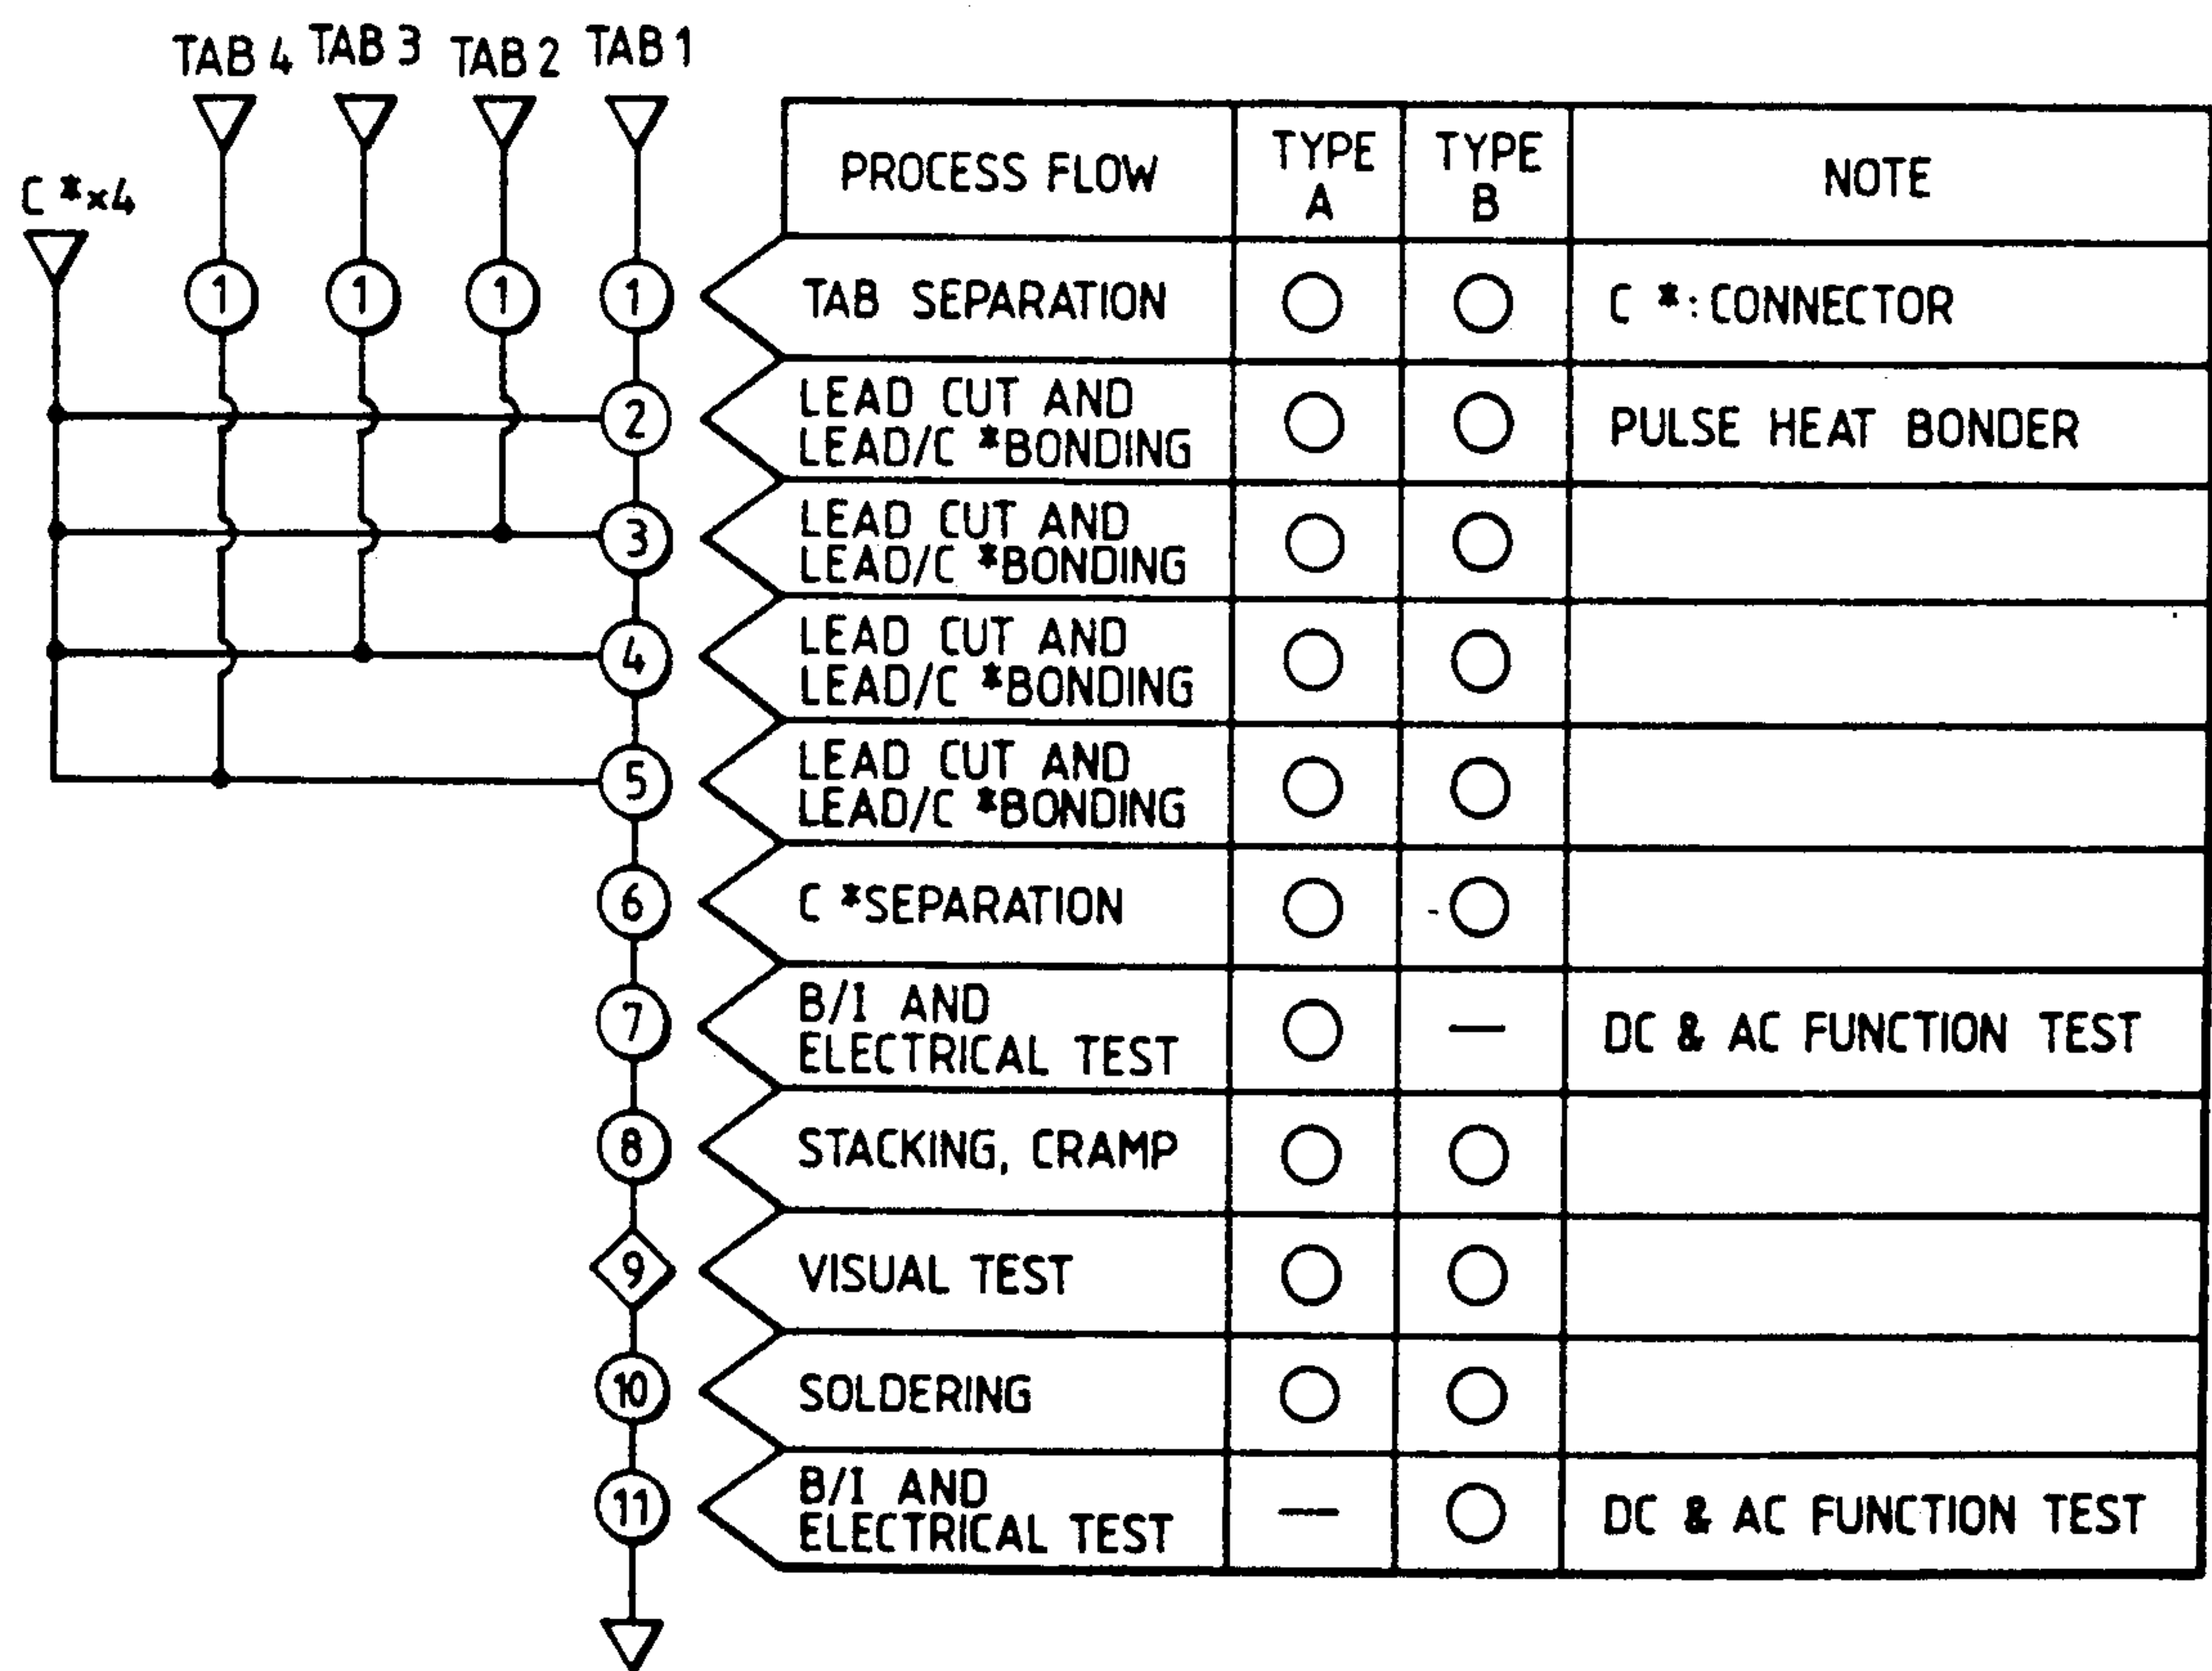 TAB 4 TAB 3 TAB 2 TAB 1
C *×4
PROCESS FLOW
TYPE
A
TYPE
B
NOTE
1 1 1 1
TAB SEPARATION
C *: CONNECTOR
2
LEAD CUT AND
LEAD/C *BONDING
PULSE HEAT BONDER
3
LEAD CUT AND
LEAD/C *BONDING
4
LEAD CUT AND
LEAD/C *BONDING
5
LEAD CUT AND
LEAD/C *BONDING
6
C *SEPARATION
7
B/I AND
ELECTRICAL TEST
—
DC & AC FUNCTION TEST
8
STACKING, CRAMP
9
VISUAL TEST
10
SOLDERING
11
B/I AND
ELECTRICAL TEST
—
DC & AC FUNCTION TEST